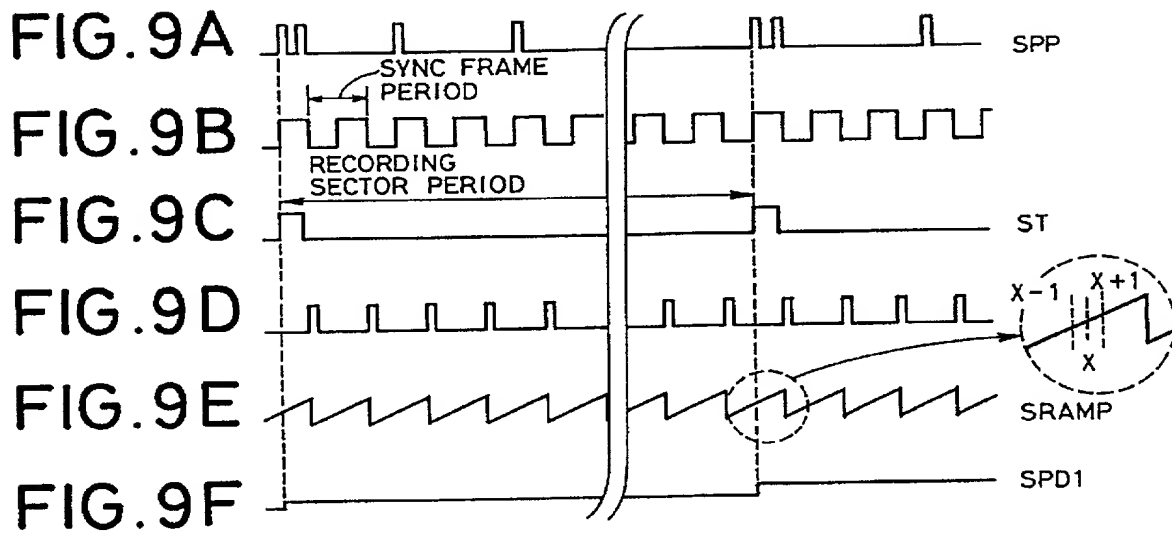 FIG.9A
SPP
SYNC FRAME
PERIOD
FIG.9B
RECORDING
SECTOR PERIOD
FIG.9C
ST
FIG.9D
X-1
X+1
X
FIG.9E
SRAMP
FIG.9F
SPD1